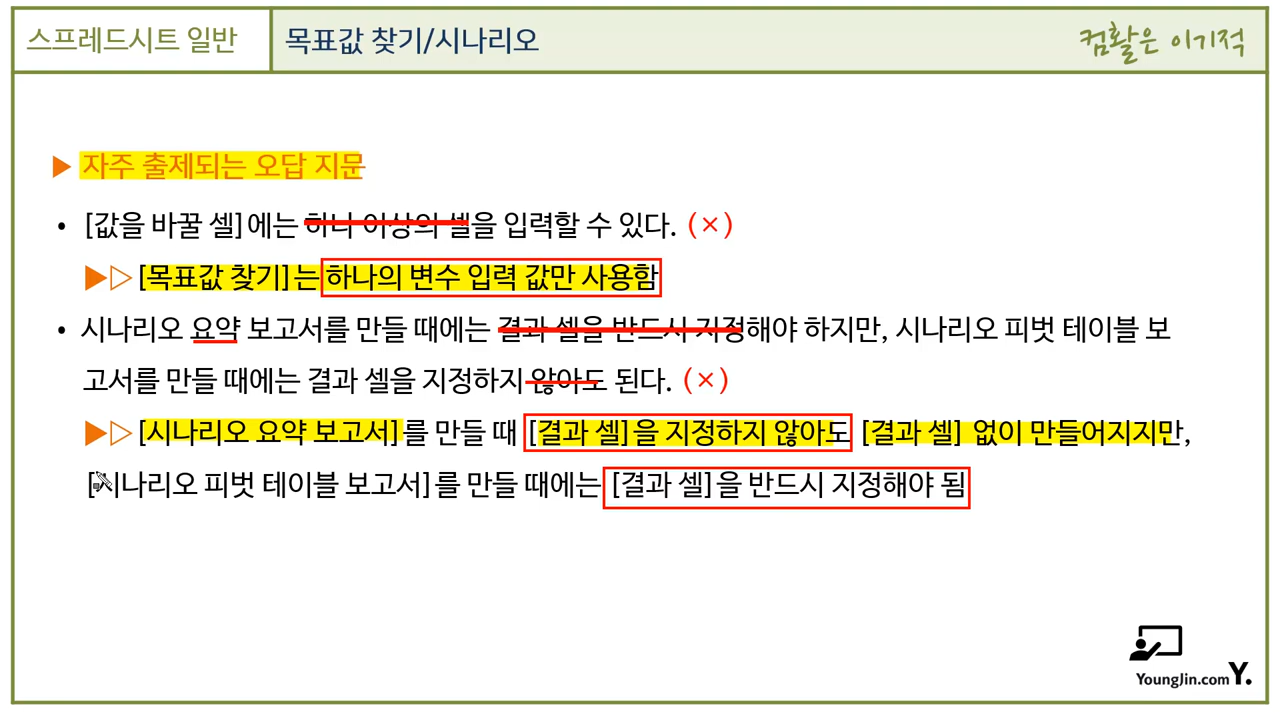 스프레드시트 일반
목표값 찾기/시나리오
컴활은 이기적
▶ 자주 출제되는 오답 지문
• [값을 바꿀 셀]에는 하나 이상의 셀을 입력할 수 있다. (×)
▶▷ [목표값 찾기]는 하나의 변수 입력 값만 사용함
• 시나리오 요약 보고서를 만들 때에는 결과 셀을 반드시 지정해야 하지만, 시나리오 피벗 테이블 보
고서를 만들 때에는 결과 셀을 지정하지 않아도 된다. (×)
▶▷ [시나리오 요약 보고서]를 만들 때 [결과 셀]을 지정하지 않아도 [결과 셀] 없이 만들어지지만,
[시나리오 피벗 테이블 보고서]를 만들 때에는 [결과 셀]을 반드시 지정해야 됨
YoungJin.com Y.